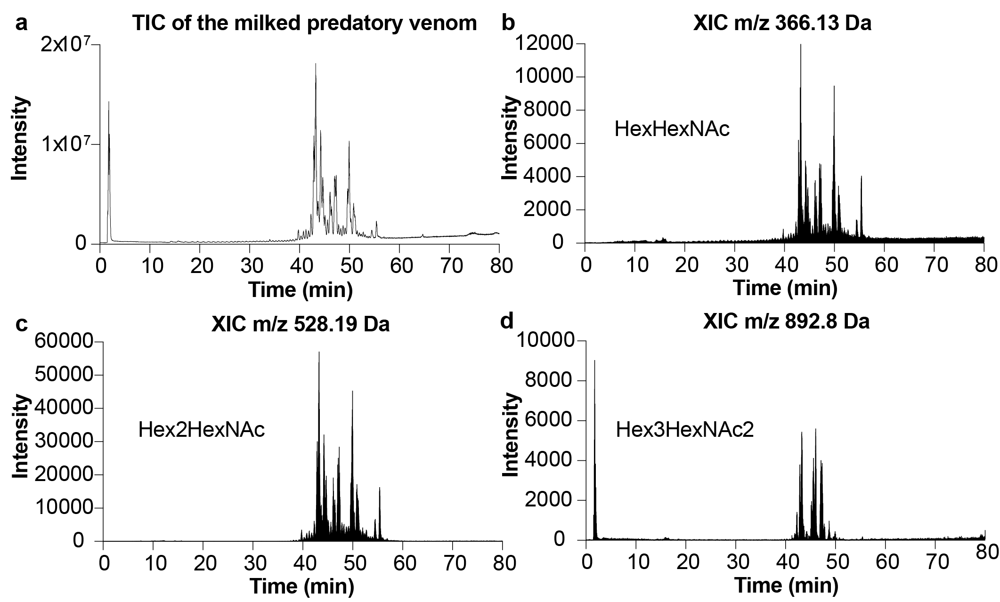 a
TIC of the milked predatory venom
2x10⁷
1x10⁷
0
Intensity
0 10 20 30 40 50 60 70 80
Time (min)
b
XIC m/z 366.13 Da
12000
10000
8000
6000
4000
2000
0
Intensity
HexHexNAc
0 10 20 30 40 50 60 70 80
Time (min)
c
XIC m/z 528.19 Da
60000
50000
40000
30000
20000
10000
0
Intensity
Hex2HexNAc
0 10 20 30 40 50 60 70 80
Time (min)
d
XIC m/z 892.8 Da
10000
8000
6000
4000
2000
0
Intensity
Hex3HexNAc2
0 10 20 30 40 50 60 70 80
Time (min)